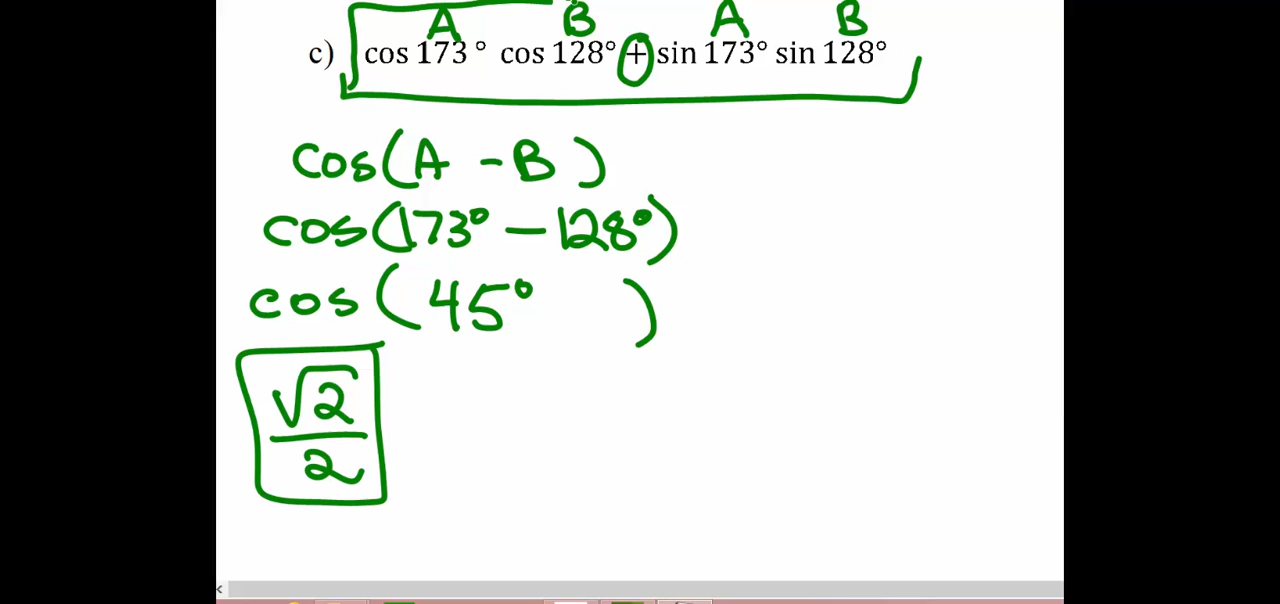 A B A B
c) cos 173° cos 128° + sin 173° sin 128°
cos(A - B)
cos(173° - 128°)
cos(45°)
√2
2